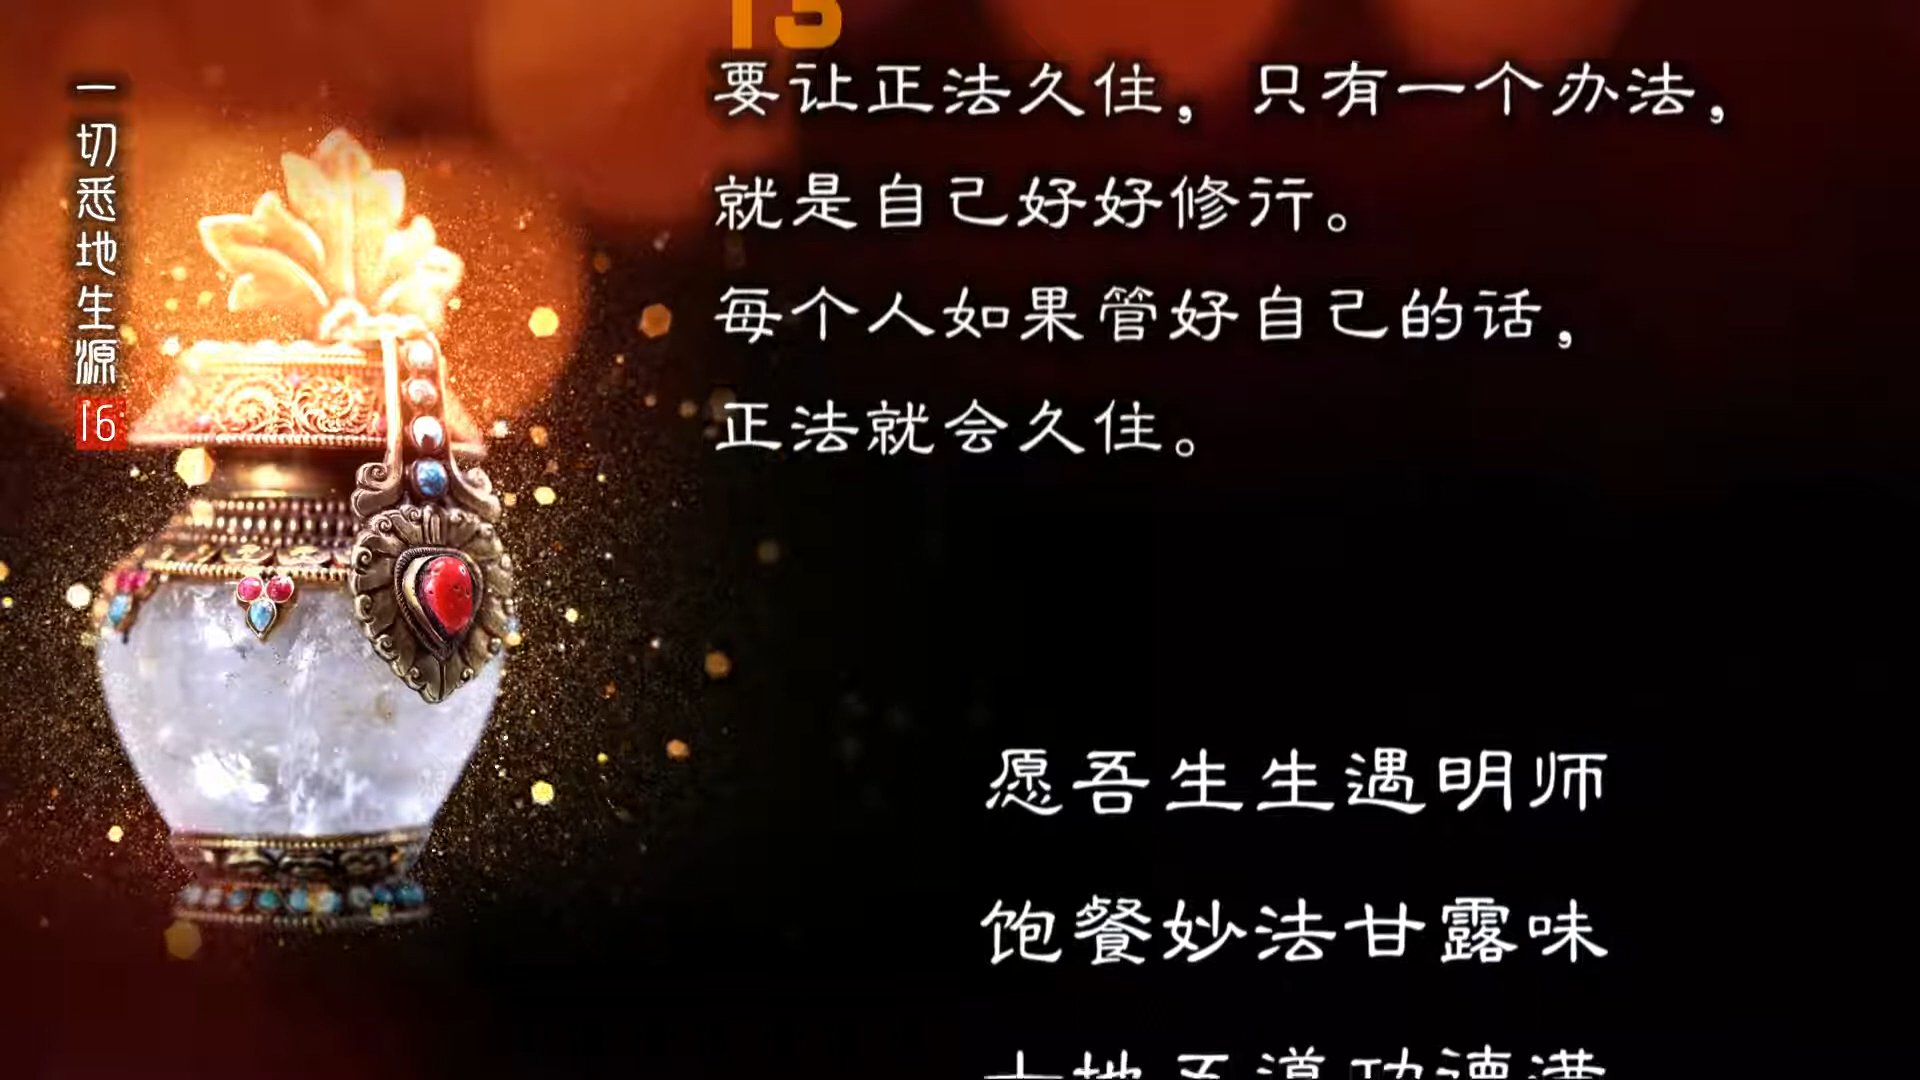 一切悉地生源
16
13
要让正法久住，只有一个办法，
就是自己好好修行。
每个人如果管好自己的话，
正法就会久住。
愿吾生生遇明师
饱餐妙法甘露味